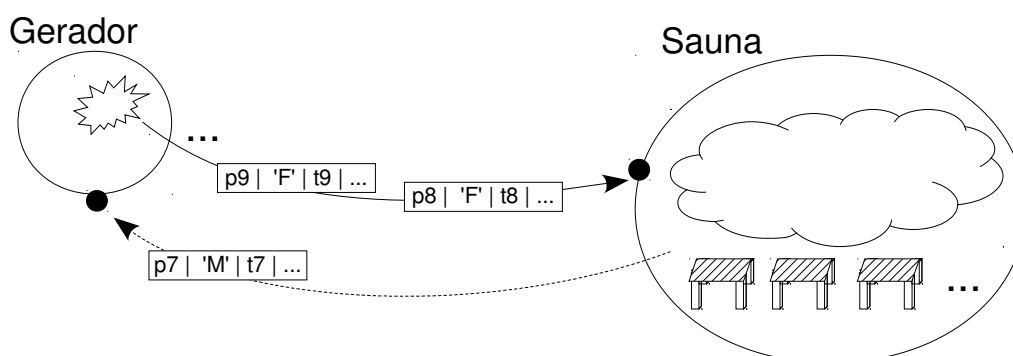 Gerador
Sauna
...
p9 | 'F' | t9 | ...
p8 | 'F' | t8 | ...
p7 | 'M' | t7 | ...
...